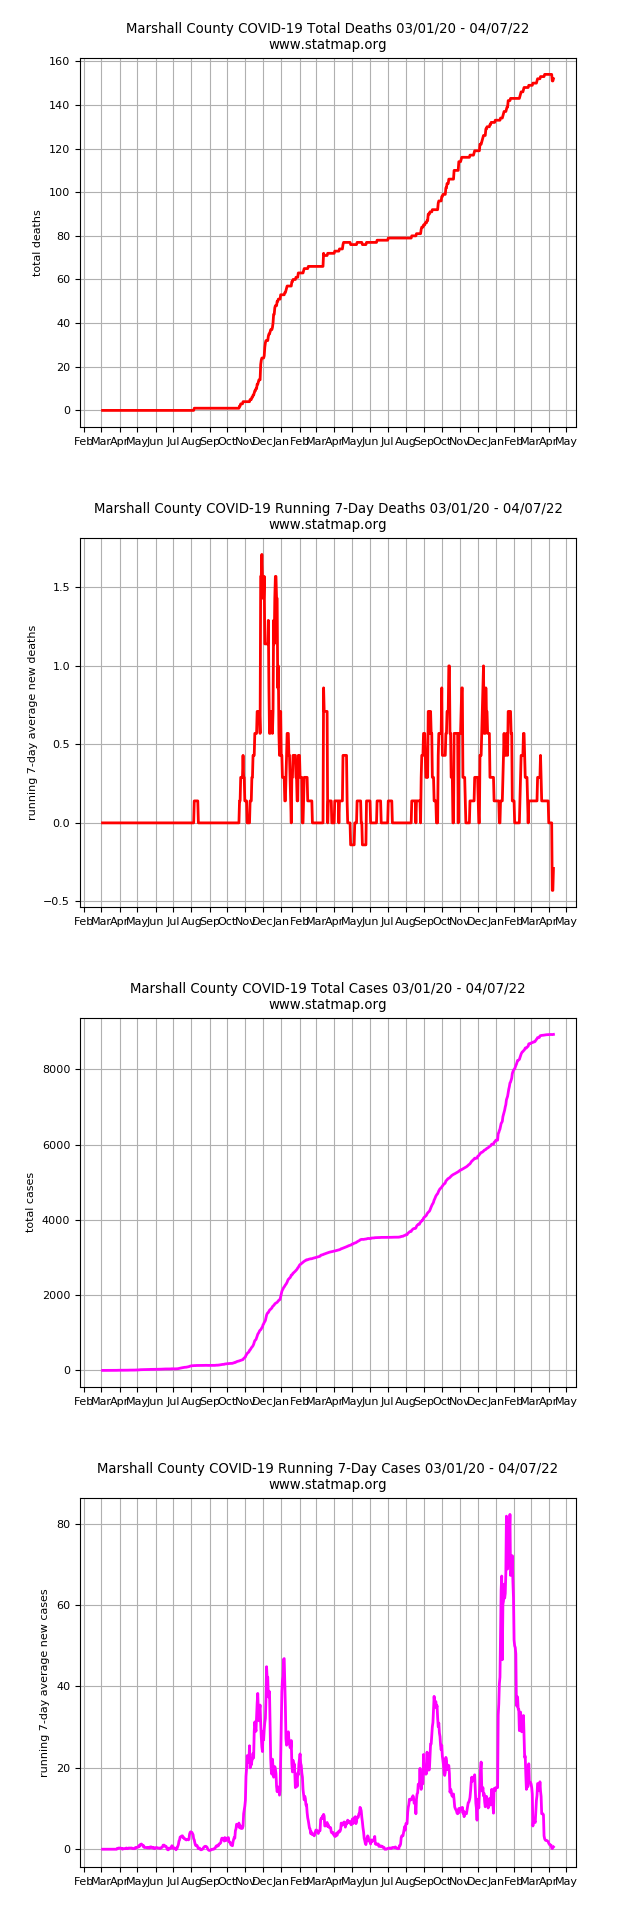 Marshall County COVID-19 Total Deaths 03/01/20 - 04/07/22
www.statmap.org
160
140
120
100
80
60
40
20
0
total deaths
Feb Mar Apr May Jun Jul Aug Sep Oct Nov Dec Jan Feb Mar Apr May Jun Jul Aug Sep Oct Nov Dec Jan Feb Mar Apr May
Marshall County COVID-19 Running 7-Day Deaths 03/01/20 - 04/07/22
www.statmap.org
1.5
1.0
0.5
0.0
−0.5
running 7-day average new deaths
Feb Mar Apr May Jun Jul Aug Sep Oct Nov Dec Jan Feb Mar Apr May Jun Jul Aug Sep Oct Nov Dec Jan Feb Mar Apr May
Marshall County COVID-19 Total Cases 03/01/20 - 04/07/22
www.statmap.org
8000
6000
4000
2000
0
total cases
Feb Mar Apr May Jun Jul Aug Sep Oct Nov Dec Jan Feb Mar Apr May Jun Jul Aug Sep Oct Nov Dec Jan Feb Mar Apr May
Marshall County COVID-19 Running 7-Day Cases 03/01/20 - 04/07/22
www.statmap.org
80
60
40
20
0
running 7-day average new cases
Feb Mar Apr May Jun Jul Aug Sep Oct Nov Dec Jan Feb Mar Apr May Jun Jul Aug Sep Oct Nov Dec Jan Feb Mar Apr May